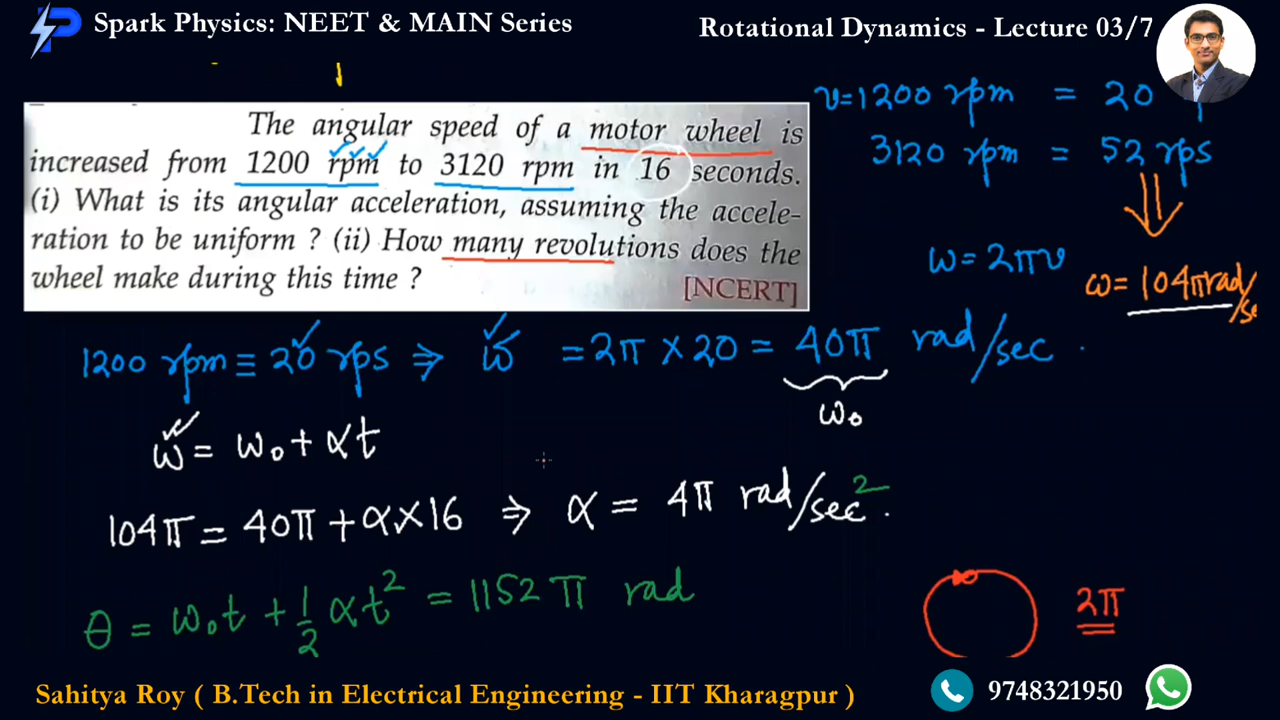 Spark Physics: NEET & MAIN Series
Rotational Dynamics - Lecture 03/7
The angular speed of a motor wheel is
increased from 1200 rpm to 3120 rpm in 16 seconds.
(i) What is its angular acceleration, assuming the accele-
ration to be uniform ? (ii) How many revolutions does the
wheel make during this time ?
[NCERT]
ν=1200 rpm = 20
3120 rpm = 52 rps
ω = 2πν
ω = 104π rad/se
1200 rpm ≡ 20 rps ⇒ ω = 2π × 20 = 40π rad/sec .
ω₀
ω = ω₀ + αt
104π = 40π + α×16 ⇒ α = 4π rad/sec².
θ = ω₀t + 1/2 αt² = 1152 π rad
2π
Sahitya Roy ( B.Tech in Electrical Engineering - IIT Kharagpur )
9748321950